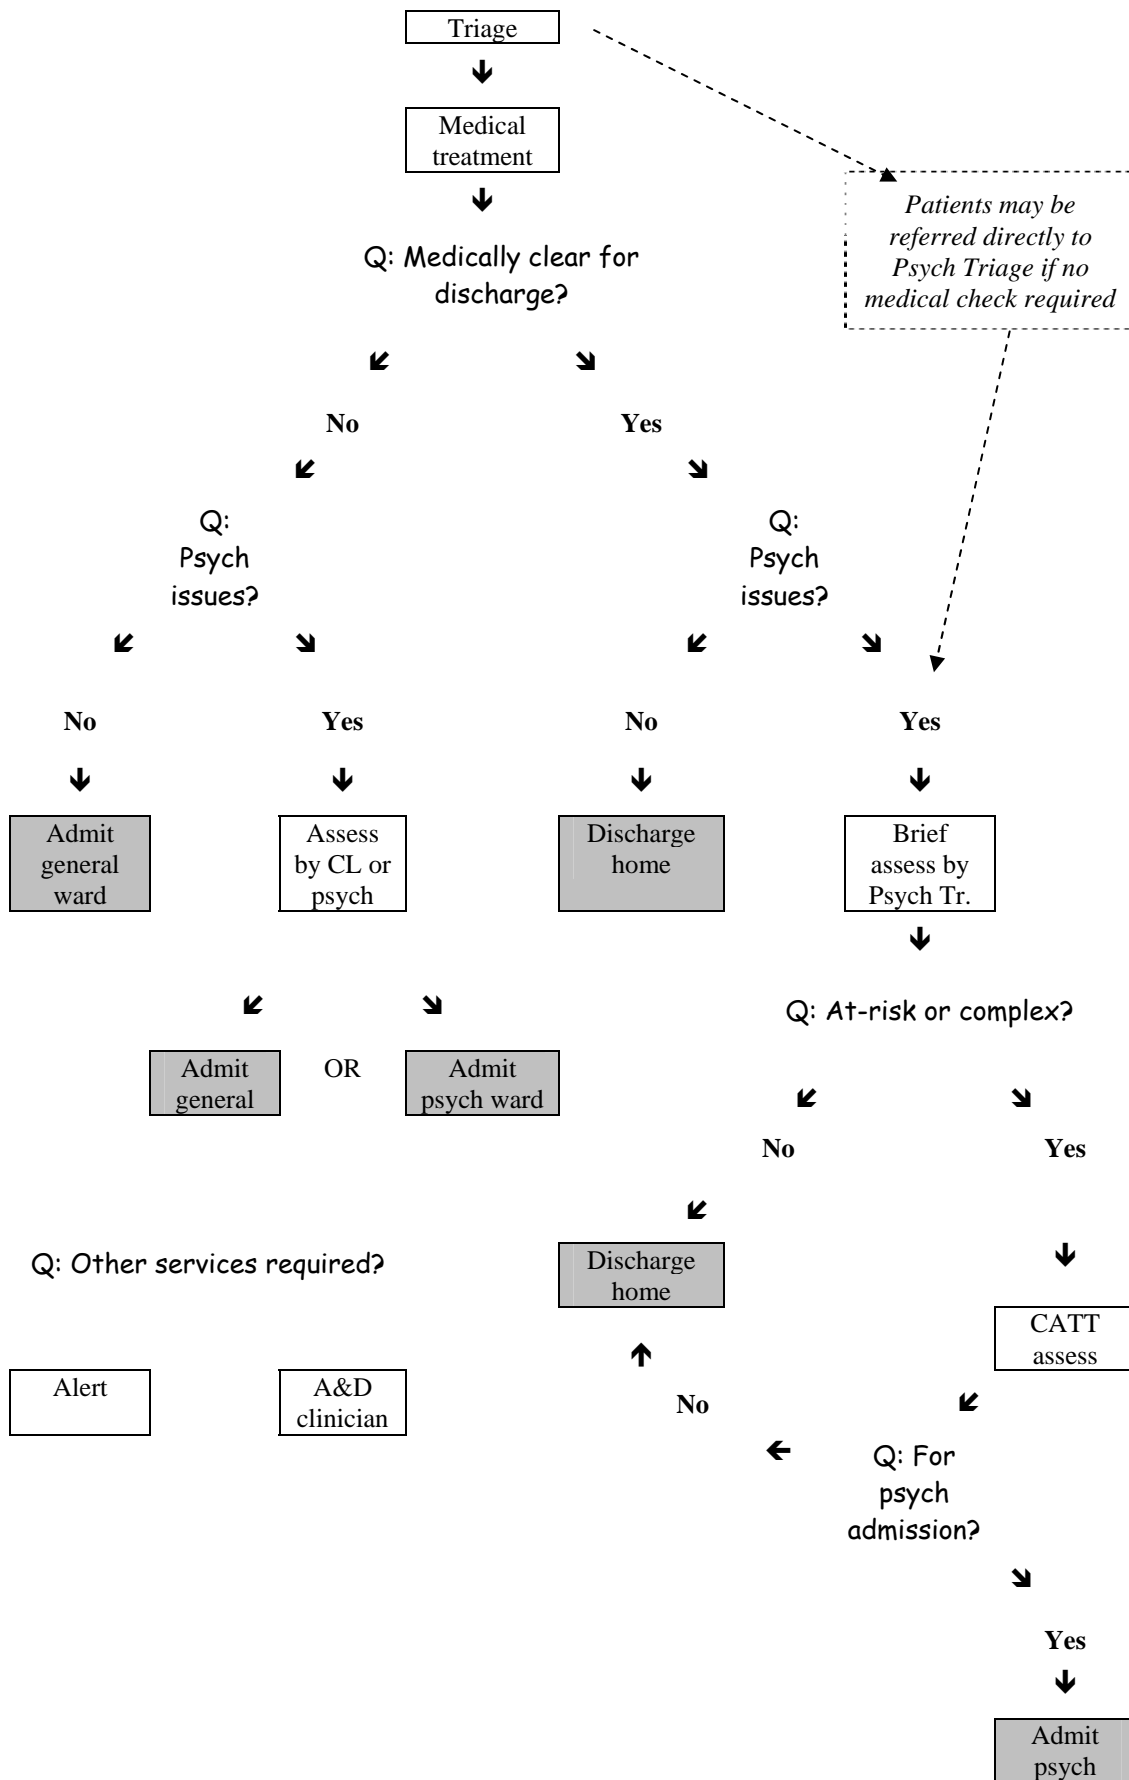 Triage
Medical
treatment
Patients may be
referred directly to
Psych Triage if no
medical check required
Q: Medically clear for
discharge?
No
Yes
Q:
Psych
issues?
Q:
Psych
issues?
No
Yes
No
Yes
Admit
general
ward
Assess
by CL or
psych
Discharge
home
Brief
assess by
Psych Tr.
Q: At-risk or complex?
Admit
general
OR
Admit
psych ward
No
Yes
Q: Other services required?
Discharge
home
CATT
assess
Alert
A&D
clinician
No
Q: For
psych
admission?
Yes
Admit
psych